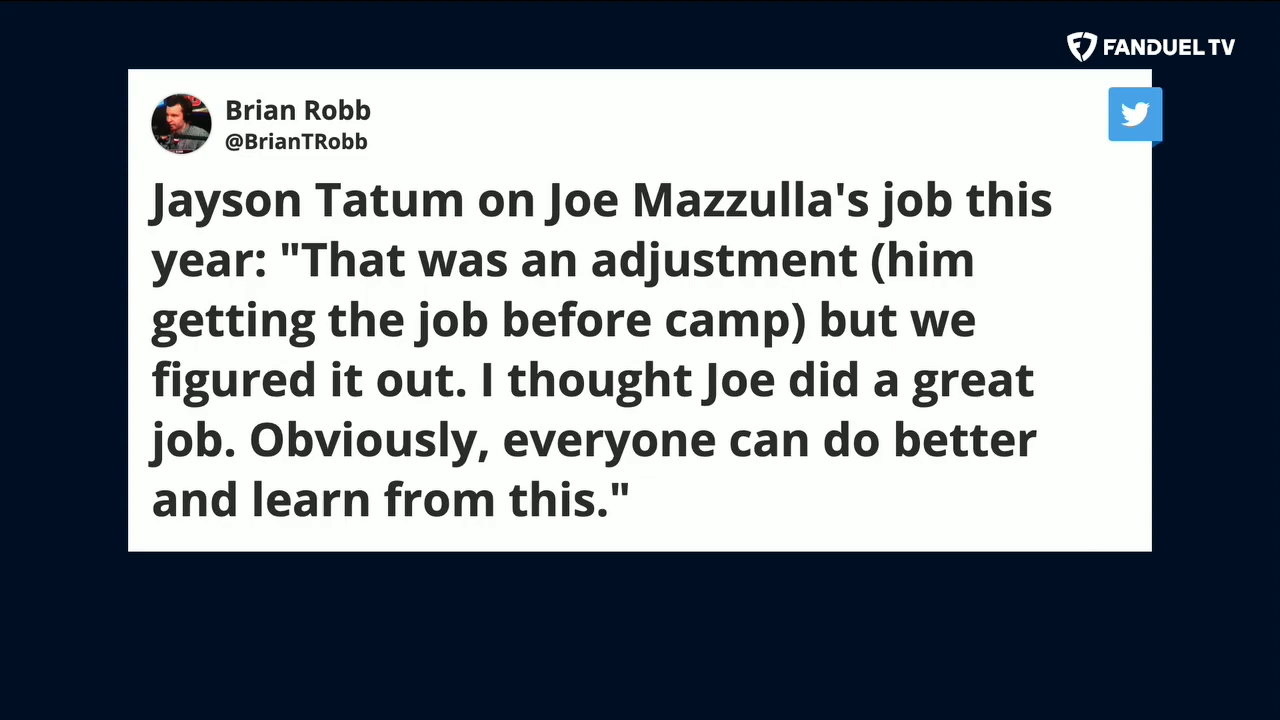 FANDUEL TV
Brian Robb
@BrianTRobb
Jayson Tatum on Joe Mazzulla's job this
year: "That was an adjustment (him
getting the job before camp) but we
figured it out. I thought Joe did a great
job. Obviously, everyone can do better
and learn from this."